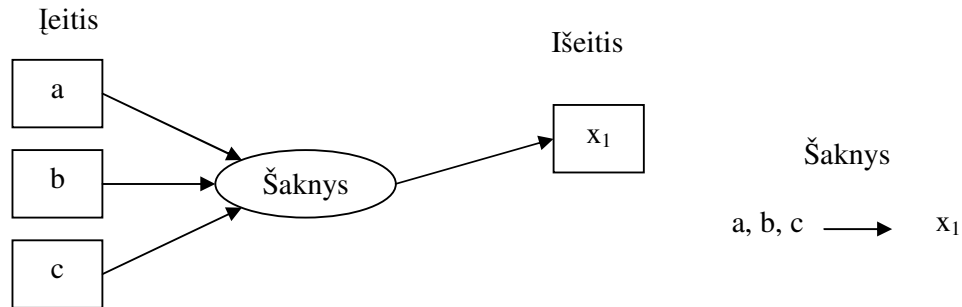 Įeitis
Išeitis
a
b
c
Šaknys
x₁
Šaknys
a, b, c x₁